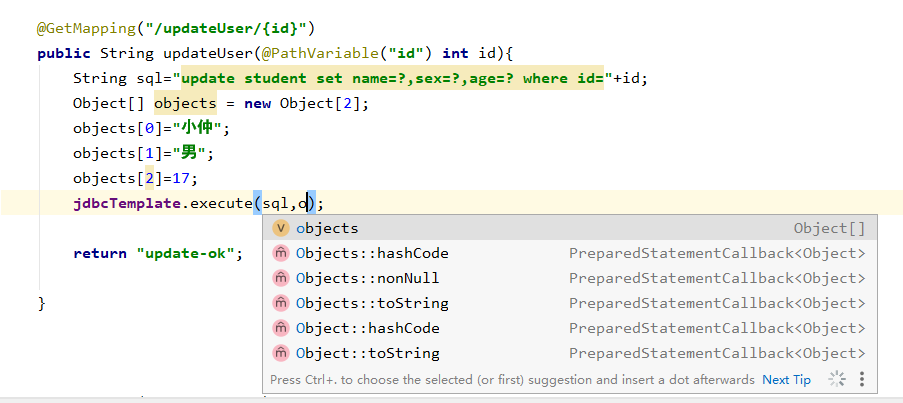 @GetMapping("/updateUser/{id}")
public String updateUser(@PathVariable("id") int id){
String sql="update student set name=?,sex=?,age=? where id="+id;
Object[] objects = new Object[2];
objects[0]="小仲";
objects[1]="男";
objects[2]=17;
jdbcTemplate.execute(sql,o);
objects Object[]
Objects::hashCode PreparedStatementCallback<Object>
Objects::nonNull PreparedStatementCallback<Object>
Objects::toString PreparedStatementCallback<Object>
Object::hashCode PreparedStatementCallback<Object>
Object::toString PreparedStatementCallback<Object>
Press Ctrl+. to choose the selected (or first) suggestion and insert a dot afterwards Next Tip
return "update-ok";
}